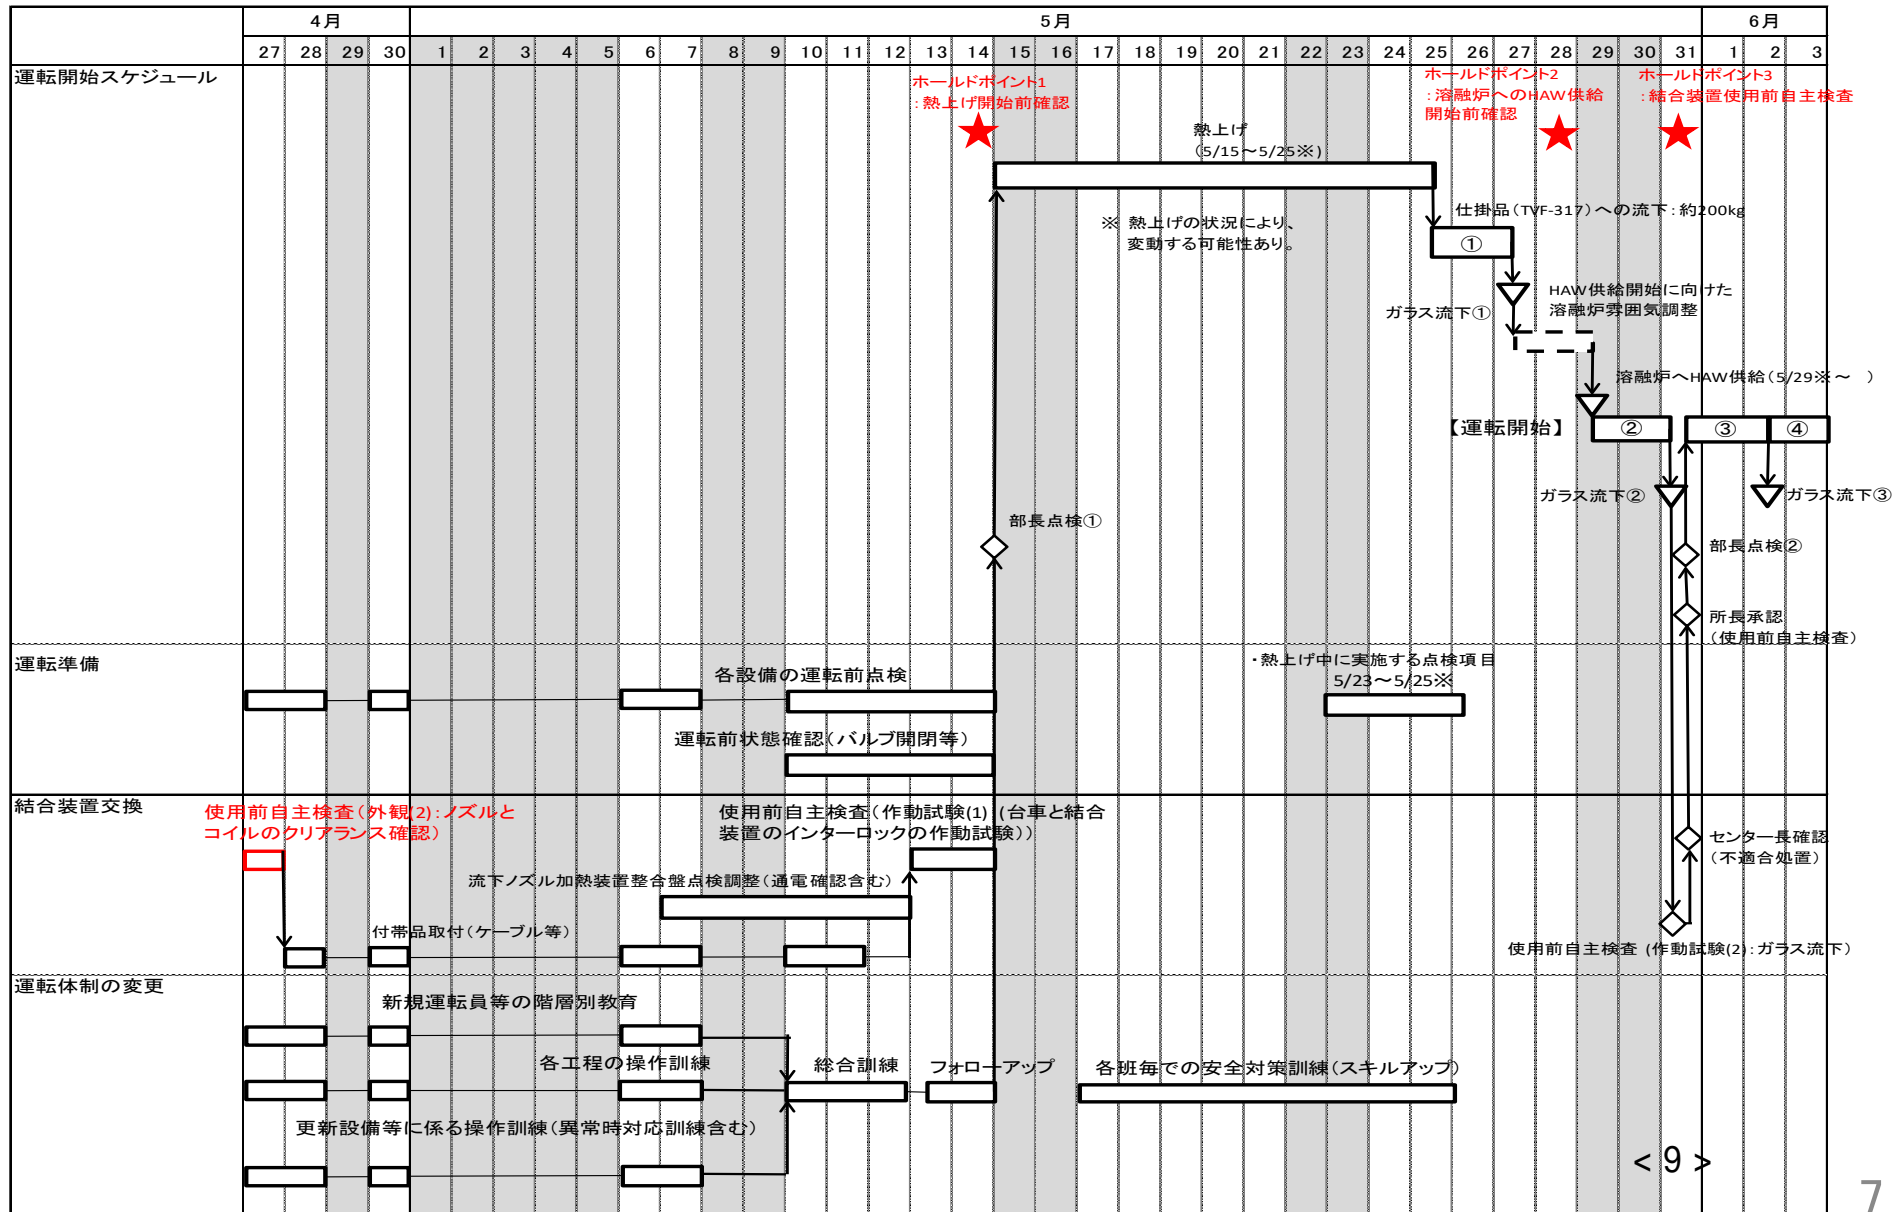 4月 5月 6月
27 28 29 30 1 2 3 4 5 6 7 8 9 10 11 12 13 14 15 16 17 18 19 20 21 22 23 24 25 26 27 28 29 30 31 1 2 3
運転開始スケジュール
ホールドポイント1
:熱上げ開始前確認
ホールドポイント2
:溶融炉へのHAW供給
開始前確認
ホールドポイント3
:結合装置使用前自主検査
熱上げ
(5/15~5/25※)
※ 熱上げの状況により、
変動する可能性あり。
仕掛品(TVF-317)への流下:約200kg
①
ガラス流下①
HAW供給開始に向けた
溶融炉雰囲気調整
溶融炉へHAW供給(5/29※~ )
【運転開始】
② ③ ④
ガラス流下②
ガラス流下③
部長点検①
部長点検②
所長承認
(使用前自主検査)
運転準備
各設備の運転前点検
・熱上げ中に実施する点検項目
5/23~5/25※
運転前状態確認(バルブ開閉等)
結合装置交換
使用前自主検査(外観(2):ノズルと
コイルのクリアランス確認)
使用前自主検査(作動試験(1) (台車と結合
装置のインターロックの作動試験))
センター長確認
(不適合処置)
流下ノズル加熱装置整合盤点検調整(通電確認含む)
付帯品取付(ケーブル等)
使用前自主検査 (作動試験(2):ガラス流下)
運転体制の変更
新規運転員等の階層別教育
各工程の操作訓練
総合訓練
フォローアップ
各班毎での安全対策訓練(スキルアップ)
更新設備等に係る操作訓練(異常時対応訓練含む)
< 9 >
7